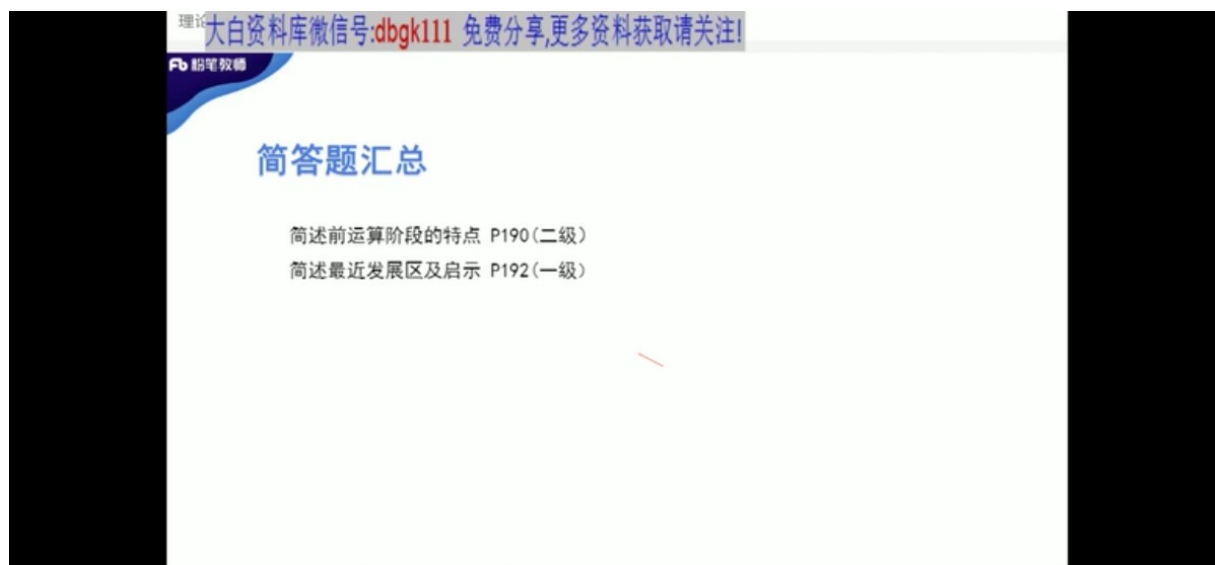 理论
大白资料库微信号:dbgk111 免费分享,更多资料获取请关注!
Fb 粉笔教师
简答题汇总
简述前运算阶段的特点 P190(二级)
简述最近发展区及启示 P192(一级)